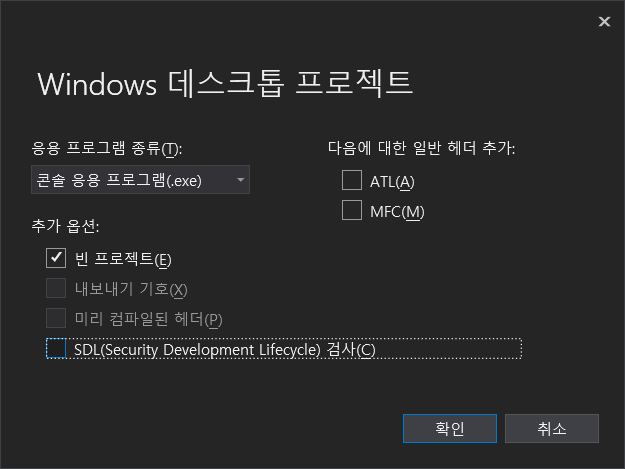 Windows 데스크톱 프로젝트
응용 프로그램 종류(T):
콘솔 응용 프로그램(.exe)
추가 옵션:
빈 프로젝트(E)
내보내기 기호(X)
미리 컴파일된 헤더(P)
SDL(Security Development Lifecycle) 검사(C)
다음에 대한 일반 헤더 추가:
ATL(A)
MFC(M)
확인
취소